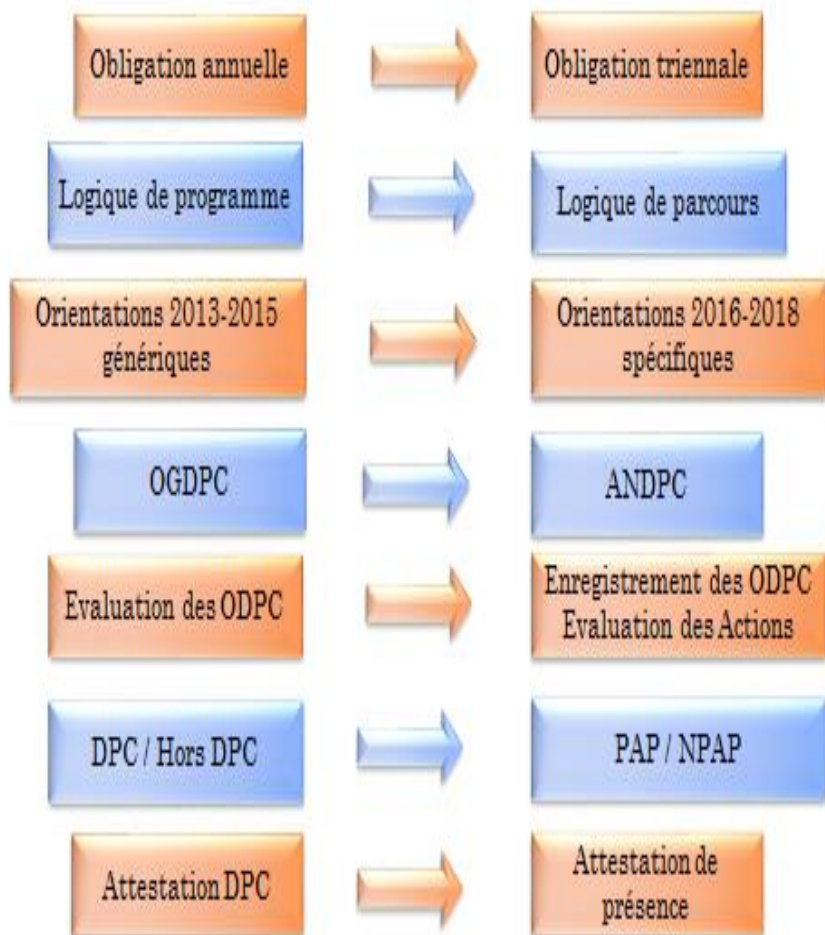 Obligation annuelle
Obligation triennale
Logique de programme
Logique de parcours
Orientations 2013-2015
génériques
Orientations 2016-2018
spécifiques
OGDPC
ANDPC
Evaluation des ODPC
Enregistrement des ODPC
Evaluation des Actions
DPC / Hors DPC
PAP / NPAP
Attestation DPC
Attestation de
présence